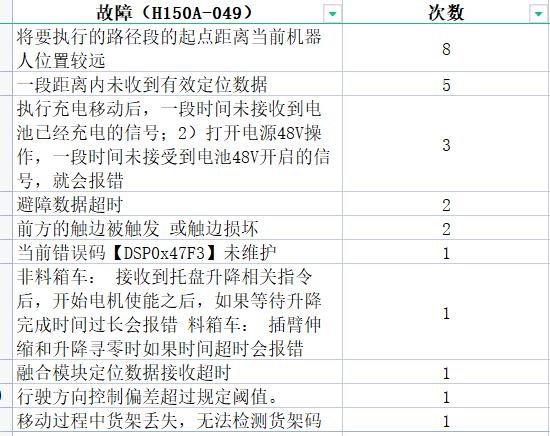 故障（H150A-049）
次数
将要执行的路径段的起点距离当前机器
人位置较远
8
一段距离内未收到有效定位数据
5
执行充电移动后，一段时间未接收到电
池已经充电的信号；2）打开电源48V操
作，一段时间未接受到电池48V开启的信
号，就会报错
3
避障数据超时
2
前方的触边被触发 或触边损坏
2
当前错误码【DSP0x47F3】未维护
1
非料箱车： 接收到托盘升降相关指令
后，开始电机使能之后，如果等待升降
完成时间过长会报错 料箱车： 插臂伸
缩和升降寻零时如果时间超时会报错
1
融合模块定位数据接收超时
1
行驶方向控制偏差超过规定阈值。
1
移动过程中货架丢失，无法检测货架码
1